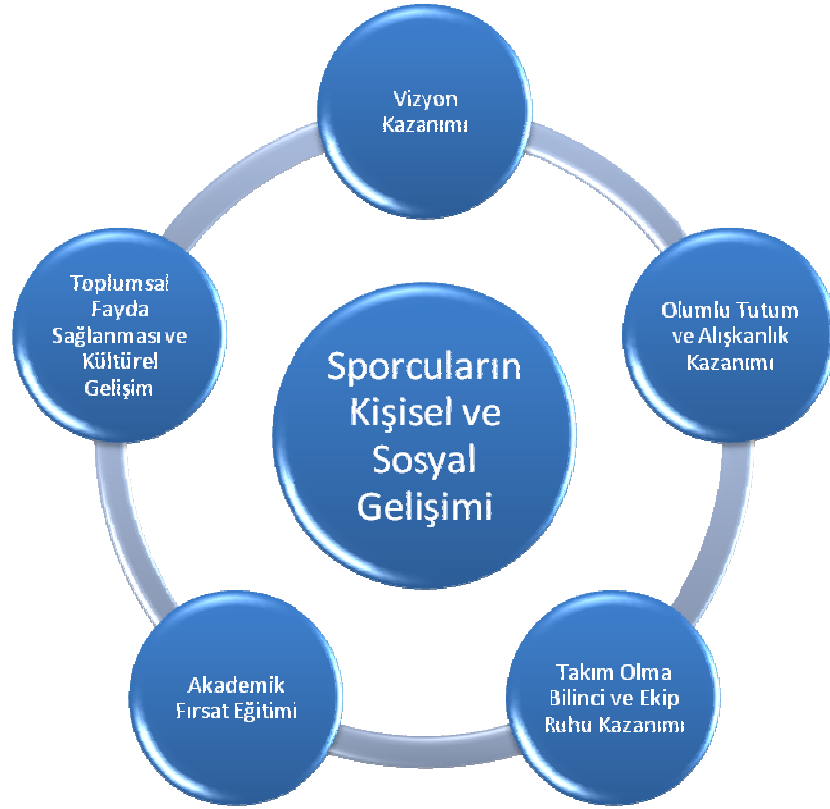 Vizyon
Kazanımı
Olumlu Tutum
ve Alışkanlık
Kazanımı
Takım Olma
Bilinci ve Ekip
Ruhu Kazanımı
Akademik
Fırsat Eğitimi
Toplumsal
Fayda
Sağlanması ve
Kültürel
Gelişim
Sporcuların
Kişisel ve
Sosyal
Gelişimi